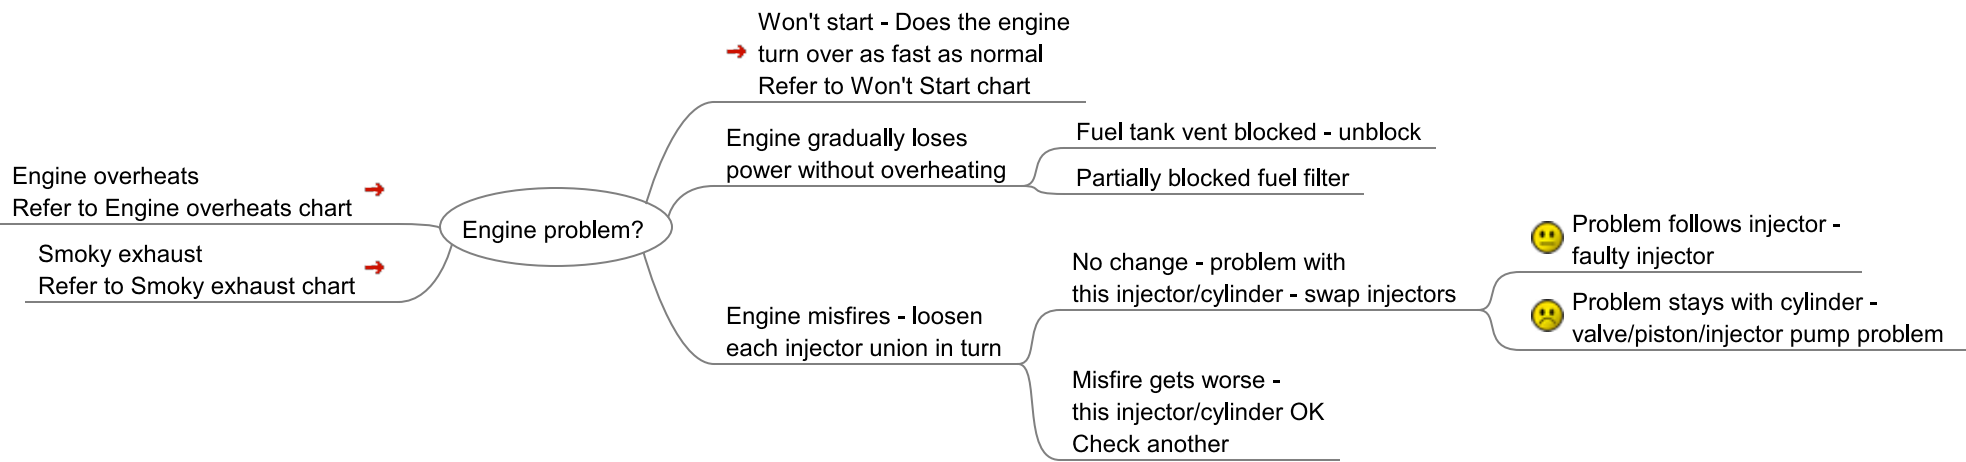 Engine problem?
Won't start - Does the engine
turn over as fast as normal
Refer to Won't Start chart
Engine gradually loses
power without overheating
Fuel tank vent blocked - unblock
Partially blocked fuel filter
Engine misfires - loosen
each injector union in turn
No change - problem with
this injector/cylinder - swap injectors
Problem follows injector -
faulty injector
Problem stays with cylinder -
valve/piston/injector pump problem
Misfire gets worse -
this injector/cylinder OK
Check another
Engine overheats
Refer to Engine overheats chart
Smoky exhaust
Refer to Smoky exhaust chart